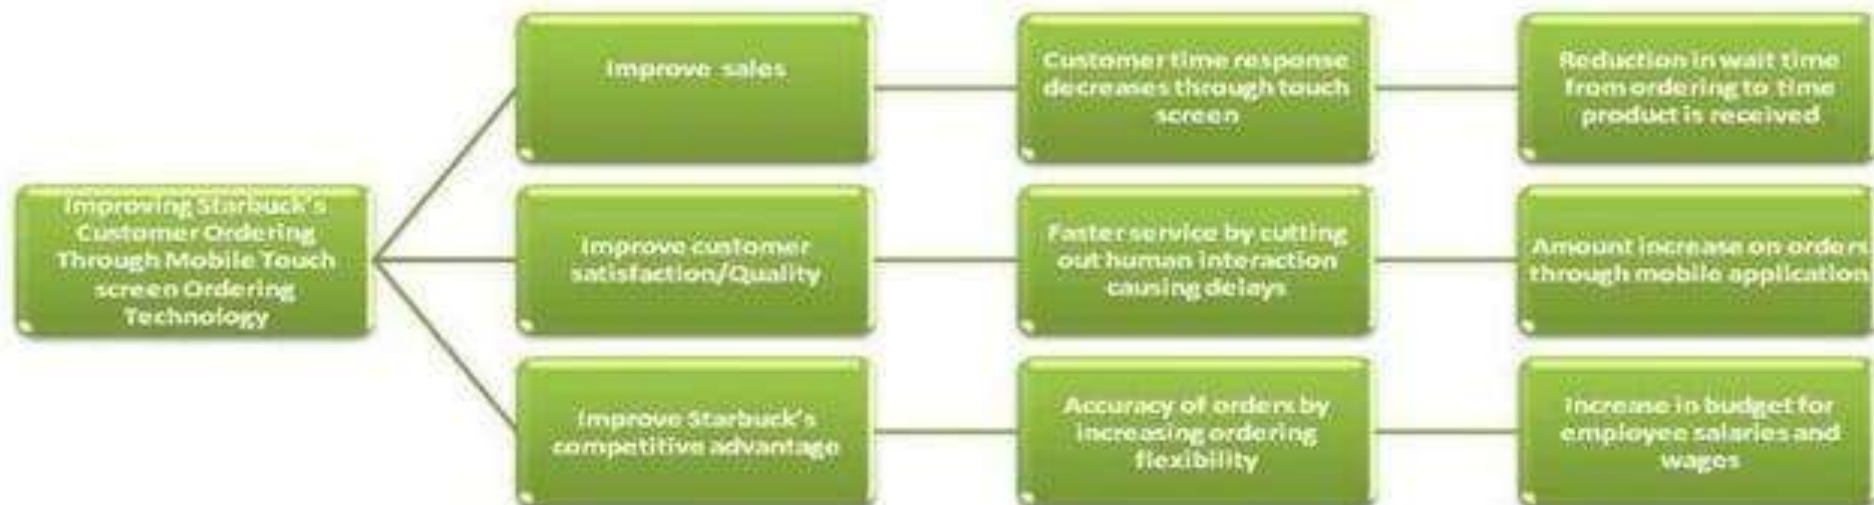 Improve sales
Customer time response
decreases through touch
screen
Reduction in wait time
from ordering to time
product is received
Improving Starbuck's
Customer Ordering
Through Mobile Touch
screen Ordering
Technology
Improve customer
satisfaction/Quality
Faster service by cutting
out human interaction
causing delays
Amount increase on orders
through mobile application
Improve Starbuck's
competitive advantage
Accuracy of orders by
increasing ordering
flexibility
Increase in budget for
employee salaries and
wages